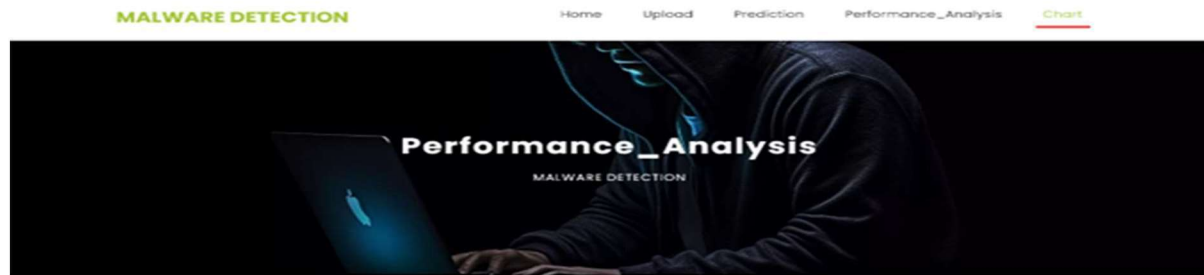 MALWARE DETECTION
Home Upload Prediction Performance_Analysis Chart
Performance_Analysis
MALWARE DETECTION